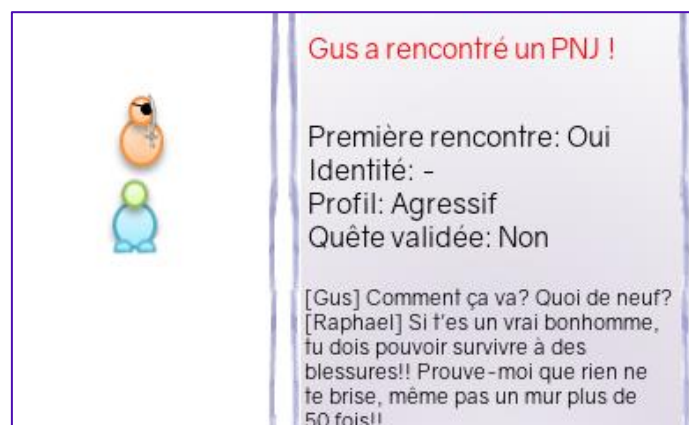 Gus a rencontré un PNJ !
Première rencontre: Oui
Identité: -
Profil: Agressif
Quête validée: Non
[Gus] Comment ça va? Quoi de neuf?
[Raphael] Si t'es un vrai bonhomme,
tu dois pouvoir survivre à des
blessures!! Prouve-moi que rien ne
te brise, même pas un mur plus de
50 fois!!